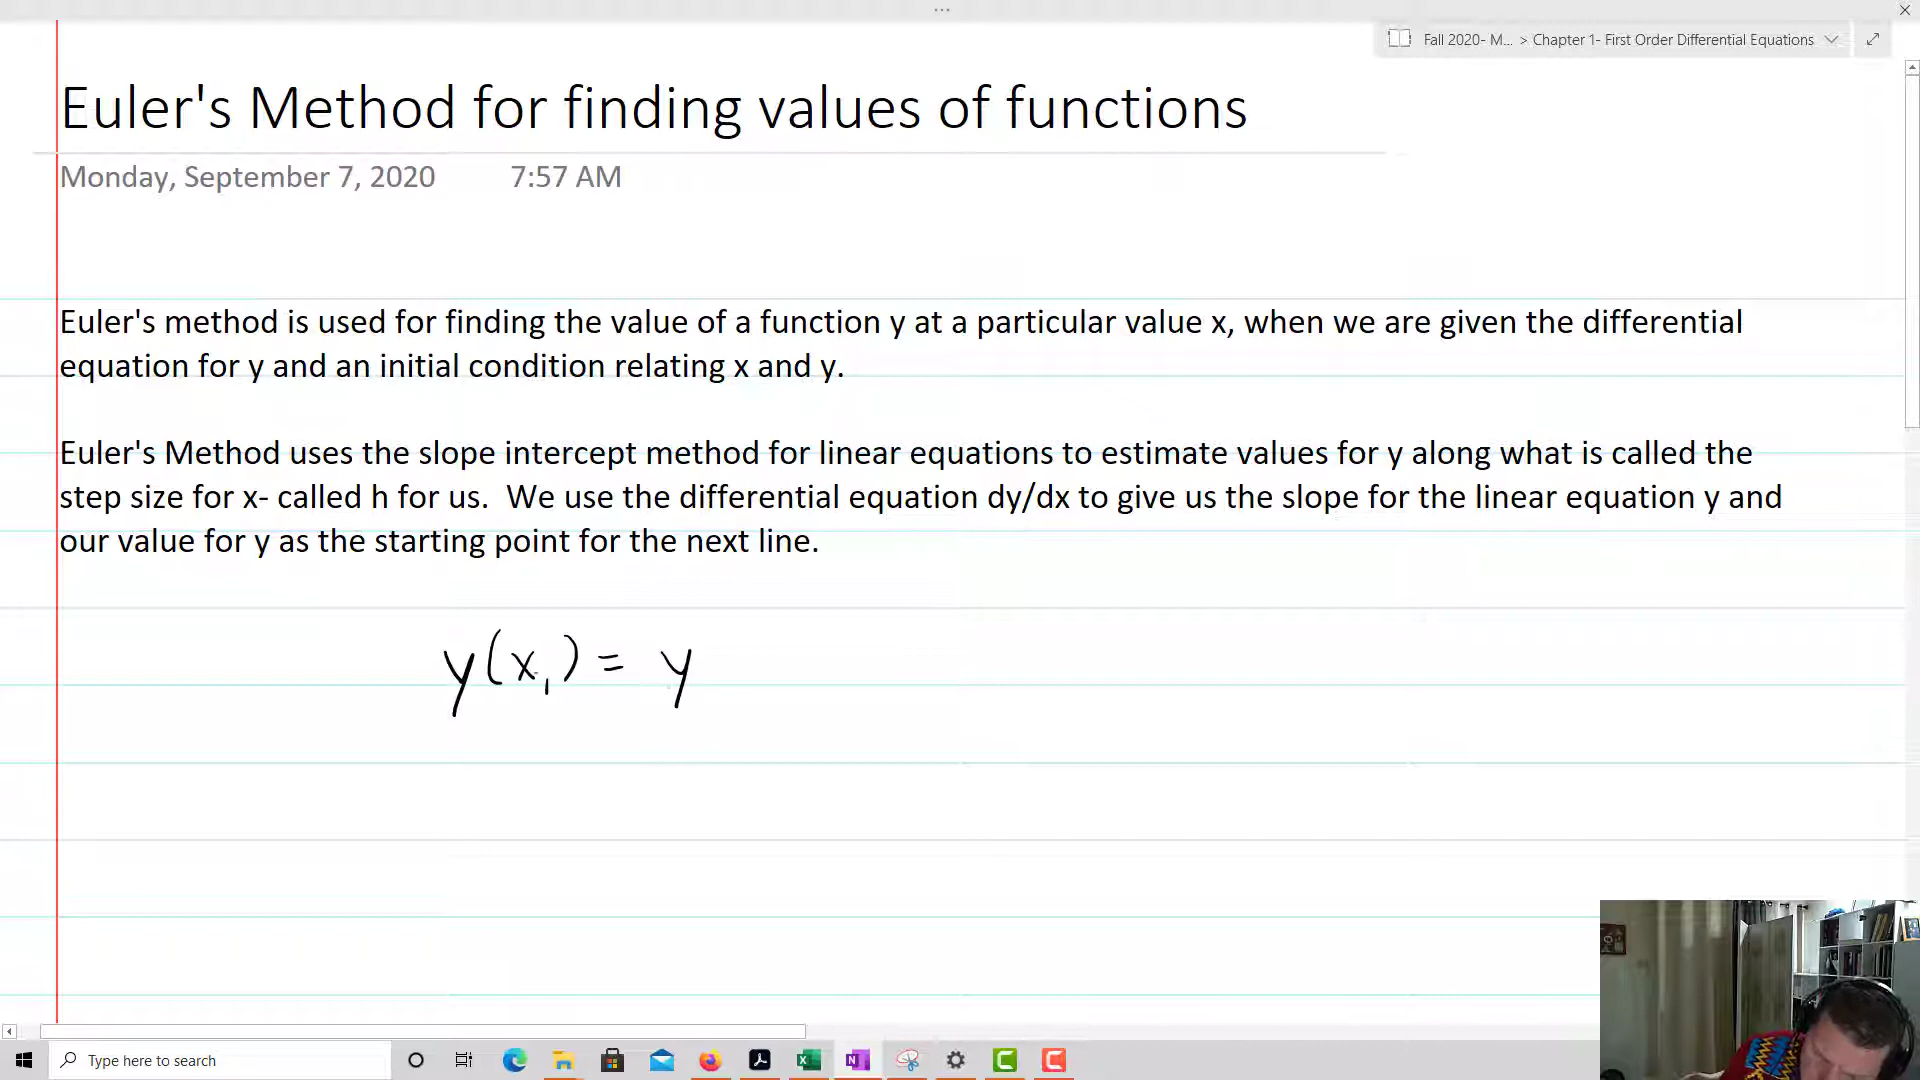 Fall 2020- M... > Chapter 1- First Order Differential Equations
Euler's Method for finding values of functions
Monday, September 7, 2020 7:57 AM
Euler's method is used for finding the value of a function y at a particular value x, when we are given the differential
equation for y and an initial condition relating x and y.
Euler's Method uses the slope intercept method for linear equations to estimate values for y along what is called the
step size for x- called h for us. We use the differential equation dy/dx to give us the slope for the linear equation y and
our value for y as the starting point for the next line.
y(x₁) = y
Type here to search